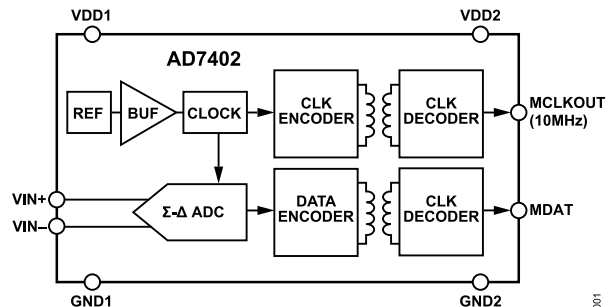 VDD1
VDD2
AD7402
REF
BUF
CLOCK
CLK
ENCODER
CLK
DECODER
MCLKOUT
(10MHz)
VIN+
VIN–
Σ-Δ ADC
DATA
ENCODER
CLK
DECODER
MDAT
GND1
GND2
001